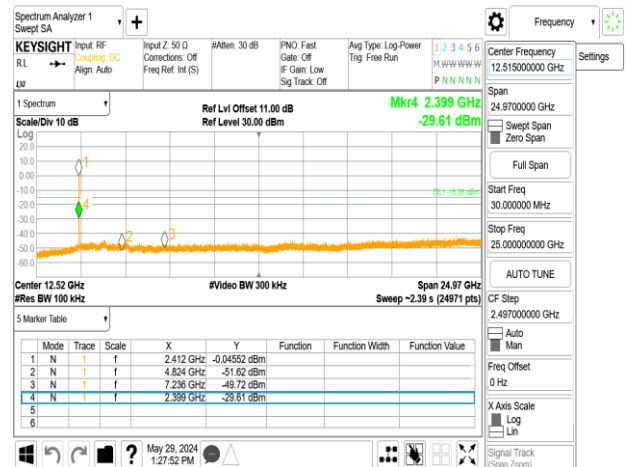 Spectrum Analyzer 1
Swept SA
Frequency
KEYSIGHT
RL
LXI
Input: RF
Coupling: DC
Align: Auto
Input Z: 50 Ω
Corrections: Off
Freq Ref: Int (S)
#Atten: 30 dB
PNO: Fast
Gate: Off
IF Gain: Low
Sig Track: Off
Avg Type: Log-Power
Trig: Free Run
1 2 3 4 5 6
M W W W W W
P N N N N N
1 Spectrum
Scale/Div 10 dB
Ref Lvl Offset 11.00 dB
Ref Level 30.00 dBm
Mkr4 2.399 GHz
-29.61 dBm
Log
20.0
10.0
0.00
-10.0
-20.0
-30.0
-40.0
-50.0
-60.0
1
4
2
3
Center 12.52 GHz
#Res BW 100 kHz
#Video BW 300 kHz
Span 24.97 GHz
Sweep ~2.39 s (24971 pts)
5 Marker Table
Mode Trace Scale X Y Function Function Width Function Value
1 N 1 f 2.412 GHz -0.04552 dBm
2 N 1 f 4.824 GHz -51.62 dBm
3 N 1 f 7.236 GHz -49.72 dBm
4 N 1 f 2.399 GHz -29.61 dBm
5
6
?
May 29, 2024
1:27:52 PM
Center Frequency
12.515000000 GHz
Settings
Span
24.9700000 GHz
Swept Span
Zero Span
Full Span
Start Freq
30.000000 MHz
Stop Freq
25.000000000 GHz
AUTO TUNE
CF Step
2.497000000 GHz
Auto
Man
Freq Offset
0 Hz
X Axis Scale
Log
Lin
Signal Track
(Span Zoom)